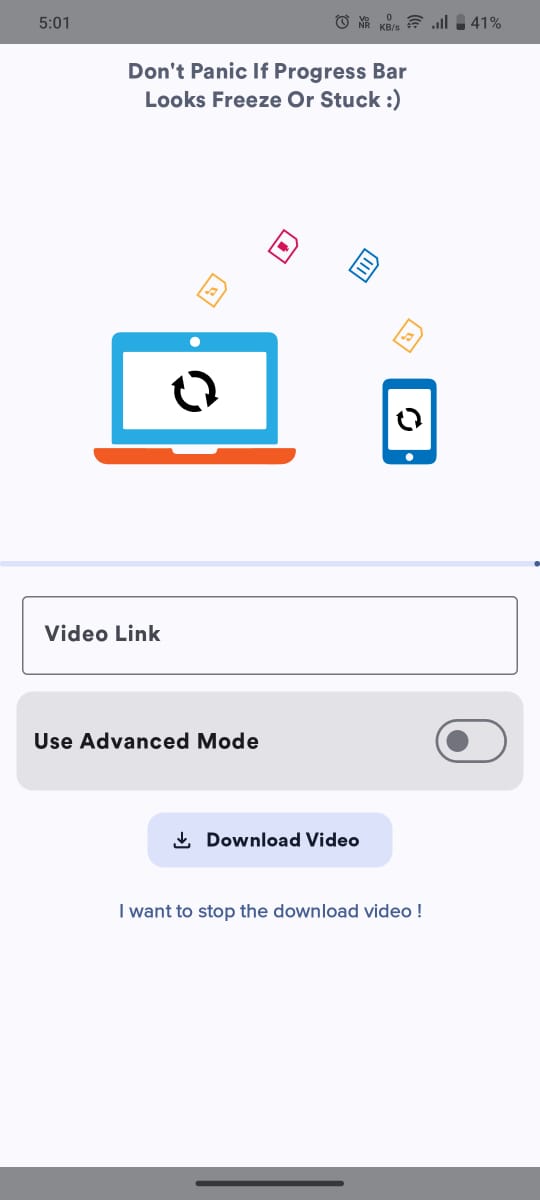 5:01
Vo NR 0 KB/s 41%
Don't Panic If Progress Bar
Looks Freeze Or Stuck :)
Video Link
Use Advanced Mode
Download Video
I want to stop the download video !